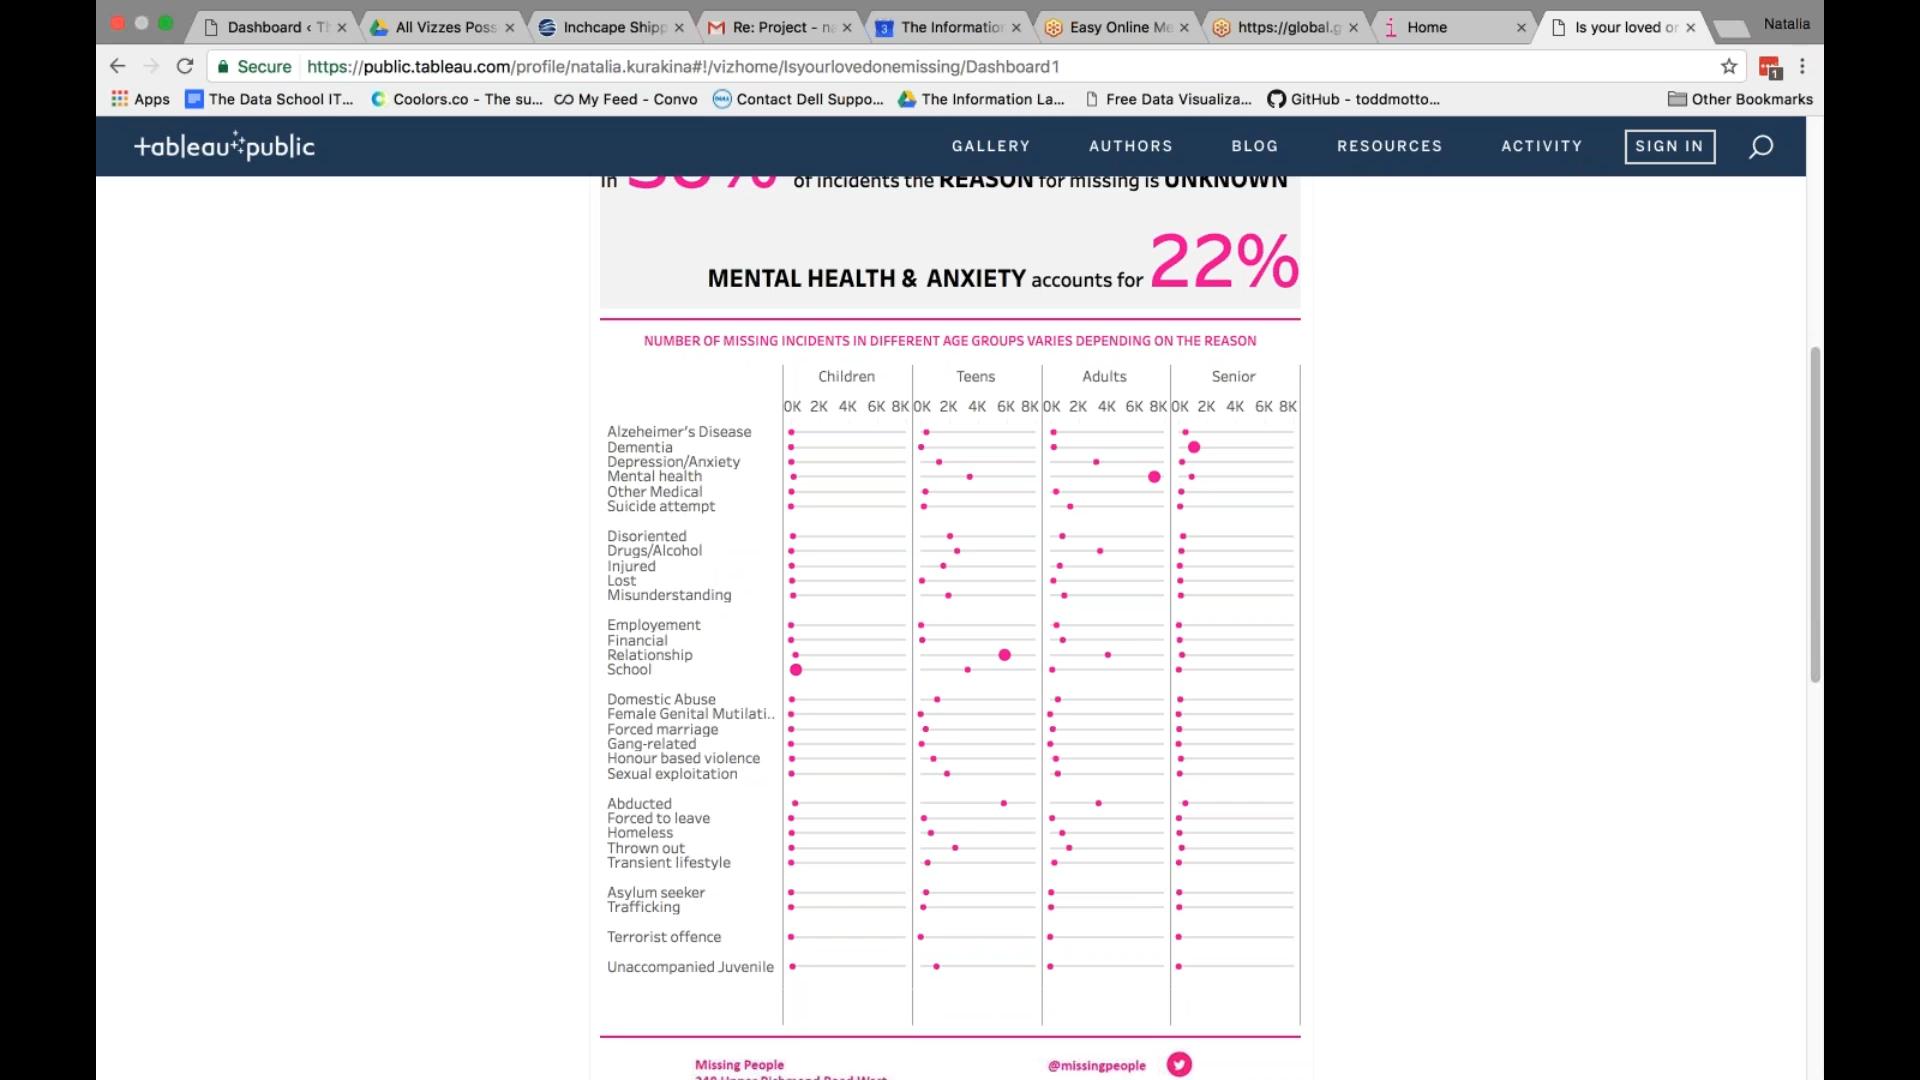 Dashboard ‹ Th
All Vizzes Poss
Inchcape Shipp
Re: Project - na
The Information
Easy Online Me
https://global.g
Home
Is your loved on
Natalia
Secure https://public.tableau.com/profile/natalia.kurakina#!/vizhome/Isyourlovedonemissing/Dashboard1
1
Apps The Data School IT... Coolors.co - The su... My Feed - Convo Contact Dell Suppo... The Information La... Free Data Visualiza... GitHub - toddmotto... Other Bookmarks
+ableau public GALLERY AUTHORS BLOG RESOURCES ACTIVITY SIGN IN
In of incidents the REASON for missing is UNKNOWN
MENTAL HEALTH & ANXIETY accounts for 22%
NUMBER OF MISSING INCIDENTS IN DIFFERENT AGE GROUPS VARIES DEPENDING ON THE REASON
Children Teens Adults Senior
0K 2K 4K 6K 8K 0K 2K 4K 6K 8K 0K 2K 4K 6K 8K 0K 2K 4K 6K 8K
Alzeheimer's Disease
Dementia
Depression/Anxiety
Mental health
Other Medical
Suicide attempt
Disoriented
Drugs/Alcohol
Injured
Lost
Misunderstanding
Employement
Financial
Relationship
School
Domestic Abuse
Female Genital Mutilati..
Forced marriage
Gang-related
Honour based violence
Sexual exploitation
Abducted
Forced to leave
Homeless
Thrown out
Transient lifestyle
Asylum seeker
Trafficking
Terrorist offence
Unaccompanied Juvenile
Missing People @missingpeople